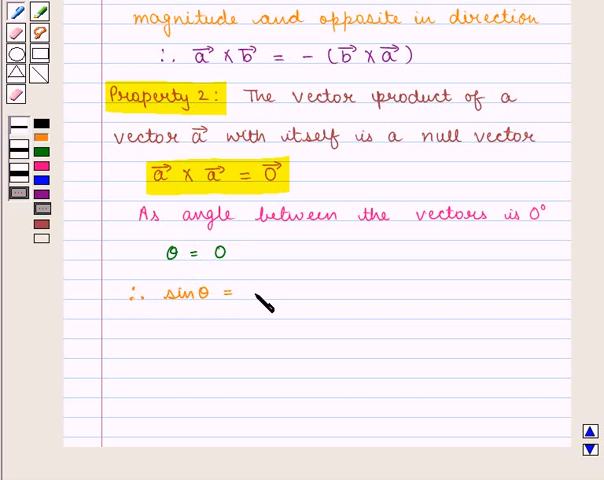 magnitude and opposite in direction
∴ a⃗ × b⃗ = - (b⃗ × a⃗)
Property 2: The vector product of a
vector a⃗ with itself is a null vector
a⃗ × a⃗ = 0⃗
As angle between the vectors is 0°
θ = 0
∴ sinθ =